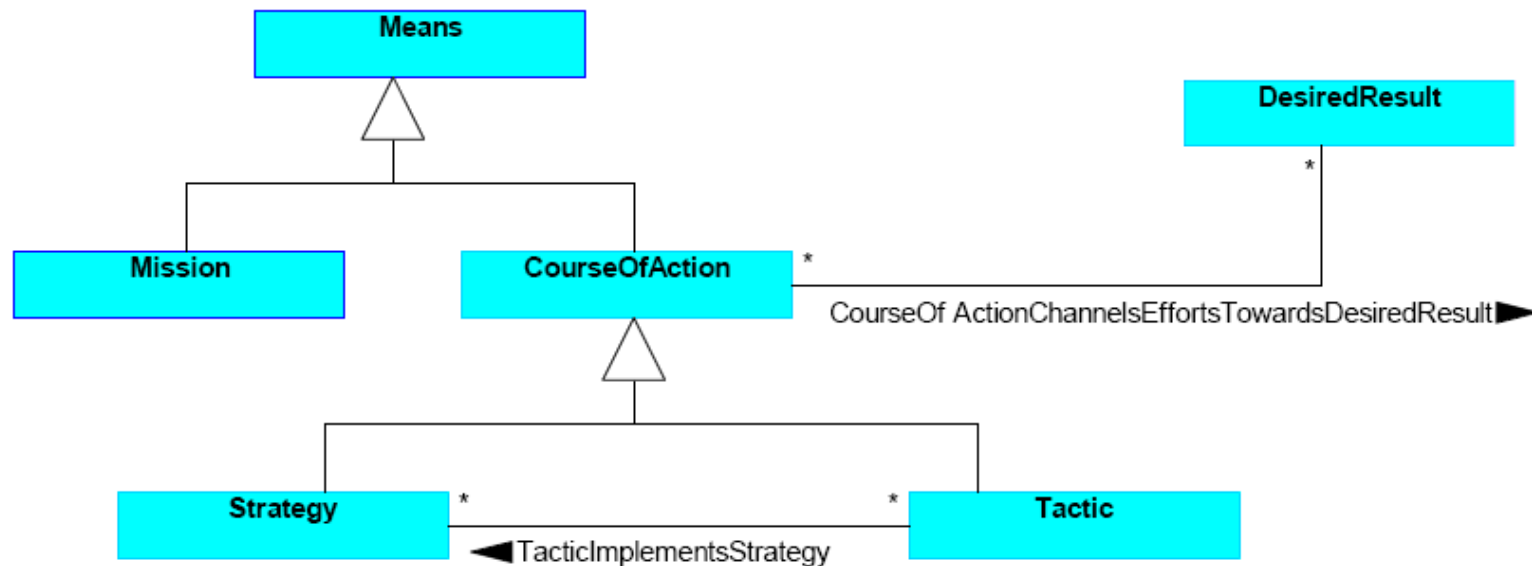 Means
DesiredResult
*
Mission
CourseOfAction
*
CourseOf ActionChannelsEffortsTowardsDesiredResult
Strategy
*
*
Tactic
TacticImplementsStrategy